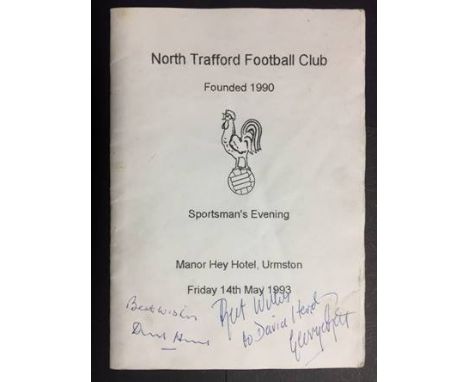 North Trafford Football Club
Founded 1990
Sportsman's Evening
Manor Hey Hotel, Urmston
Friday 14th May 1993
Best wishes
Best Wishes
to David Herd